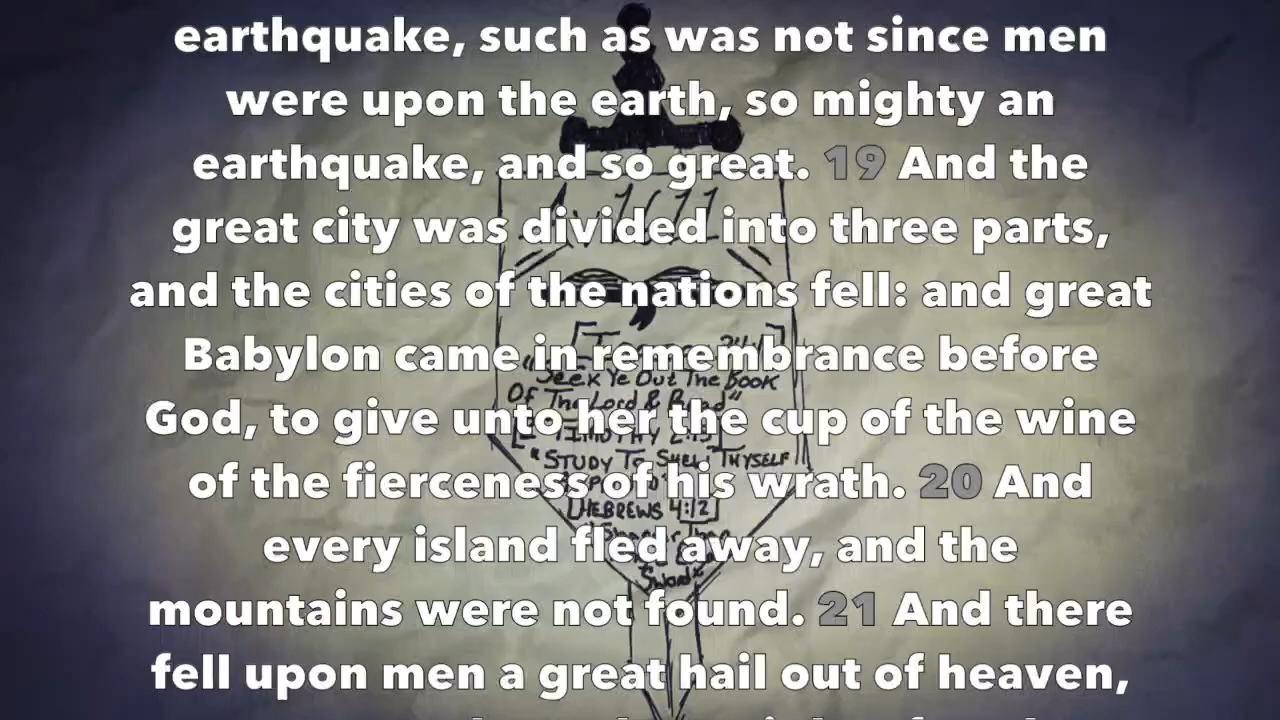 earthquake, such as was not since men
were upon the earth, so mighty an
earthquake, and so great. 19 And the
great city was divided into three parts,
and the cities of the nations fell: and great
Babylon came in remembrance before
God, to give unto her the cup of the wine
of the fierceness of his wrath. 20 And
every island fled away, and the
mountains were not found. 21 And there
fell upon men a great hail out of heaven,
"Seek Ye Out The Book
Of The Lord & Read"
TIMOTHY
"STUDY To Shew THYSELF
[HEBREWS 4:12]
Sword"